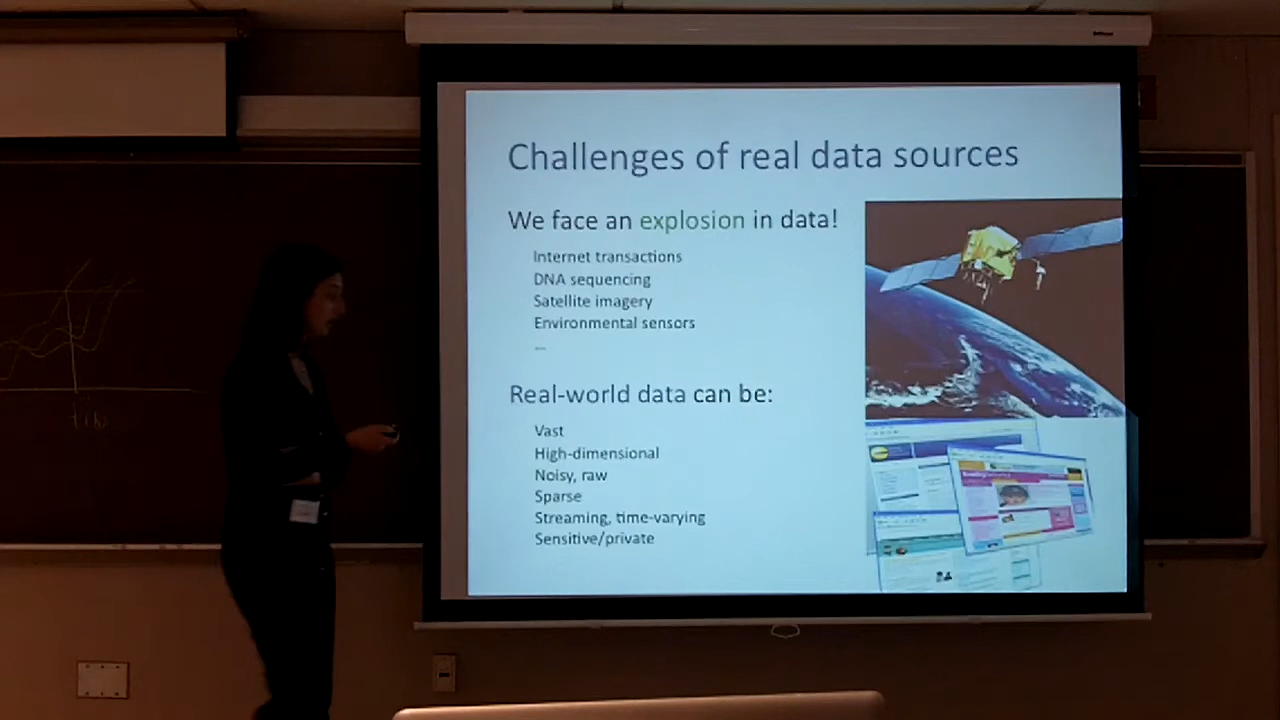 Challenges of real data sources
We face an explosion in data!
Internet transactions
DNA sequencing
Satellite imagery
Environmental sensors
...
Real-world data can be:
Vast
High-dimensional
Noisy, raw
Sparse
Streaming, time-varying
Sensitive/private